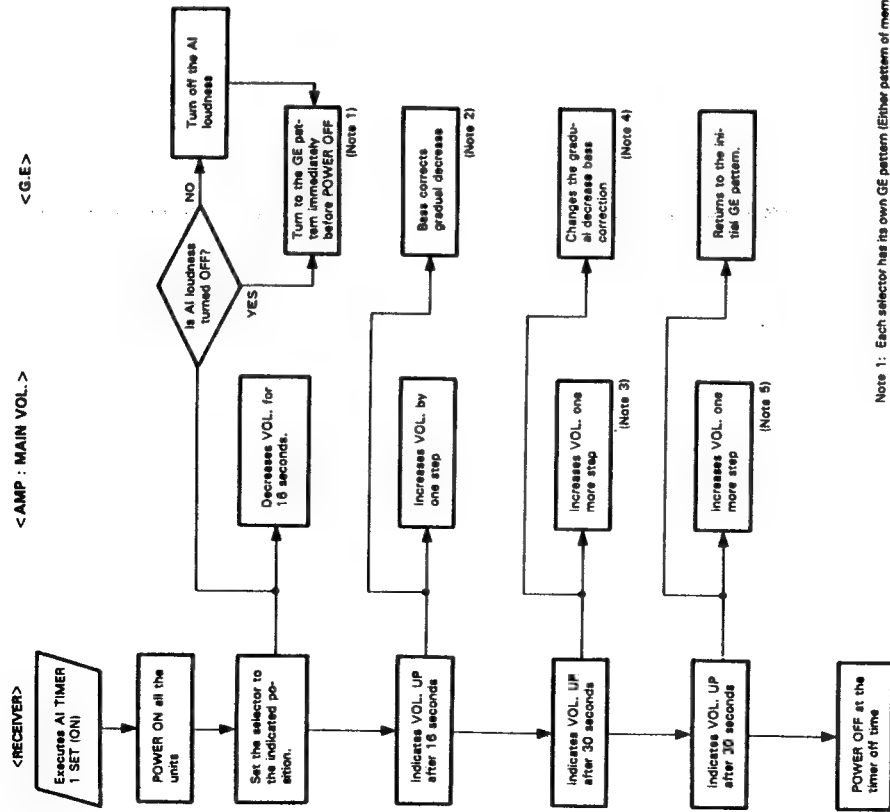 <RECEIVER>
<AMP : MAIN VOL.>
<G.E>
Executes AI TIMER
1 SET (ON)
POWER ON all the
units
Set the selector to
the indicated po-
sition.
Decreases VOL. for
16 seconds.
Is AI loudness
turned OFF?
NO
YES
Turn off the AI
loudness
Turn to the GE pat-
tern immediately
before POWER OFF
(Note 1)
Indicates VOL. UP
after 16 seconds
Increases VOL. by
one step
Bass corrects
gradual decrease
(Note 2)
Indicates VOL. UP
after 30 seconds
Increases VOL. one
more step
(Note 3)
Changes the gradu-
al decrease bass
correction
(Note 4)
Indicates VOL. UP
after 30 seconds
Increases VOL. one
more step
(Note 5)
Returns to the ini-
tial GE pattern.
POWER OFF at the
timer off time
Note 1: Each selector has its own GE pattern (Either pattern of mem